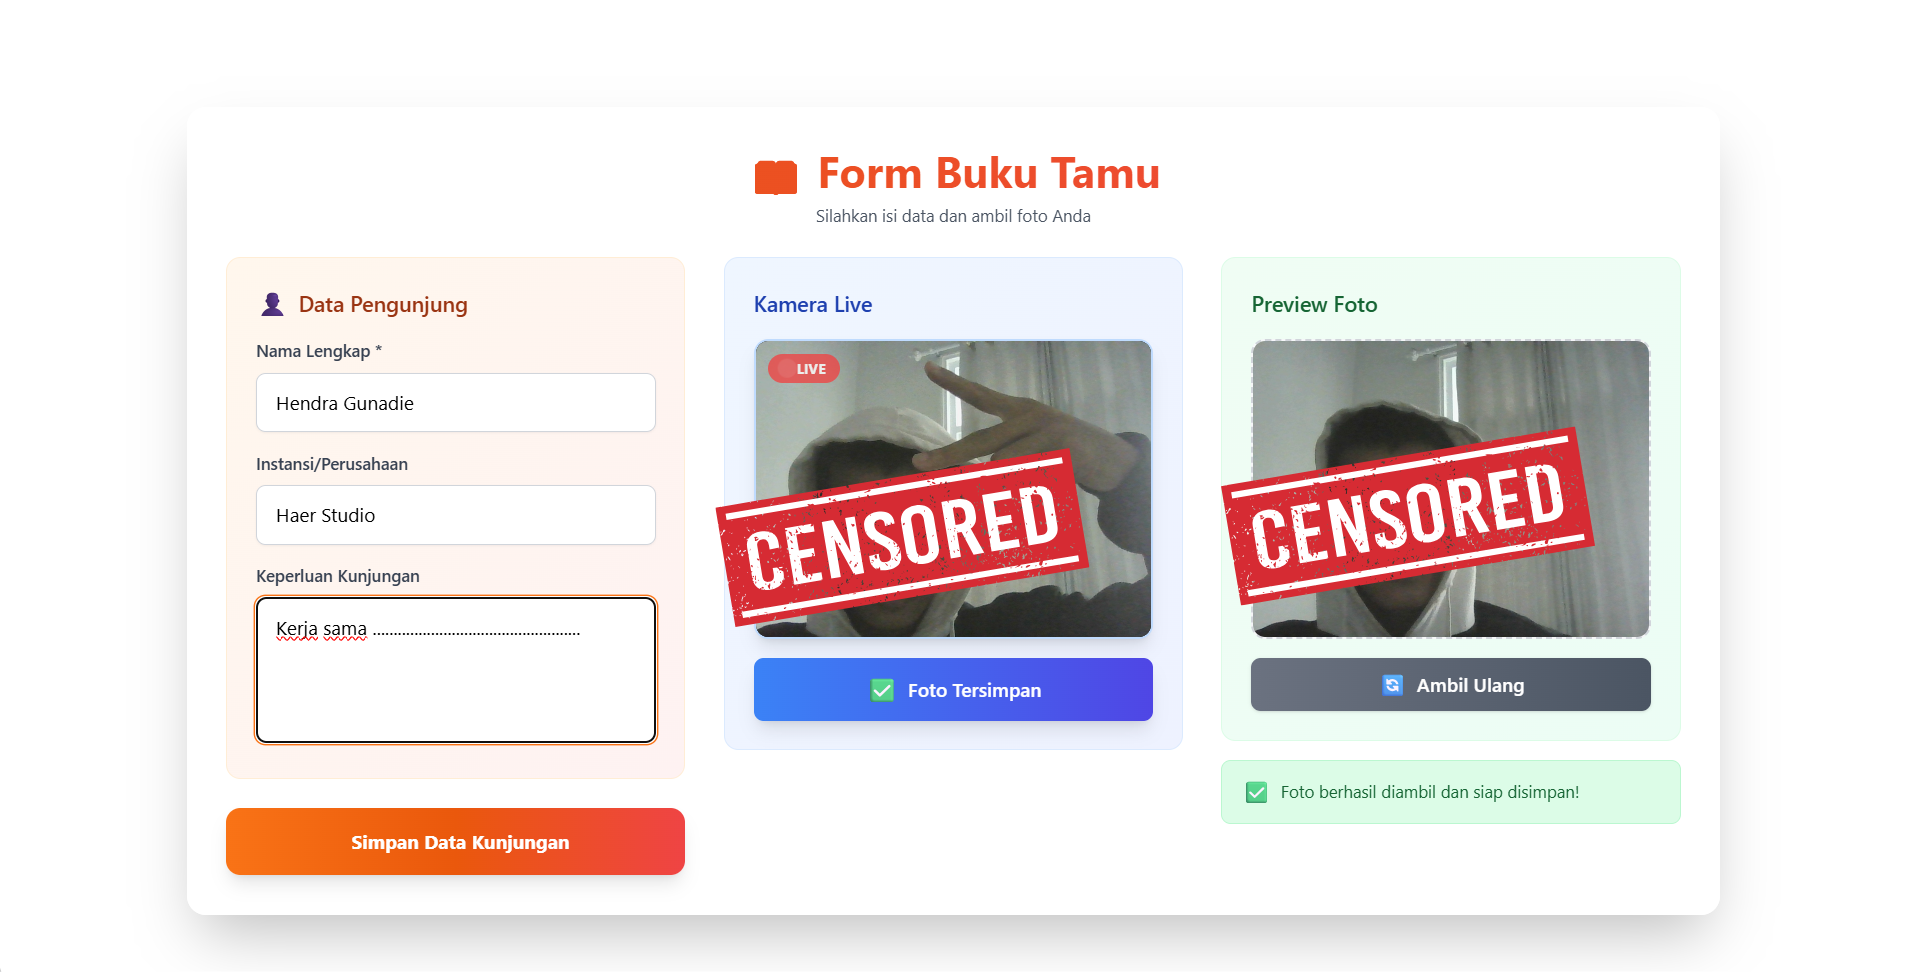 Form Buku Tamu
Silahkan isi data dan ambil foto Anda
Data Pengunjung
Nama Lengkap *
Hendra Gunadie
Instansi/Perusahaan
Haer Studio
Keperluan Kunjungan
Kerja sama ..................................................
Simpan Data Kunjungan
Kamera Live
LIVE
CENSORED
Foto Tersimpan
Preview Foto
CENSORED
Ambil Ulang
Foto berhasil diambil dan siap disimpan!